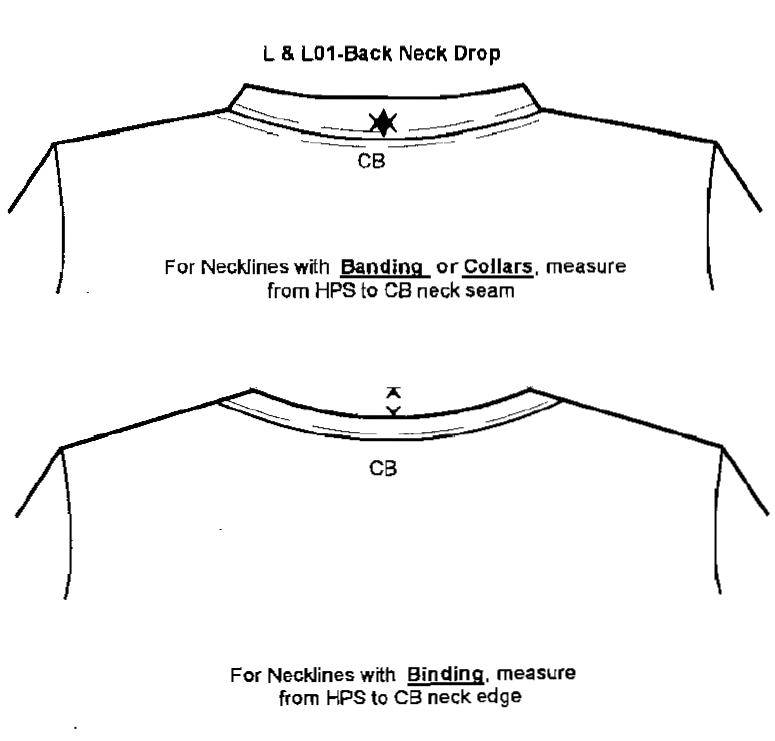 L & L01-Back Neck Drop
CB
For Necklines with Banding or Collars, measure
from HPS to CB neck seam
CB
For Necklines with Binding, measure
from HPS to CB neck edge